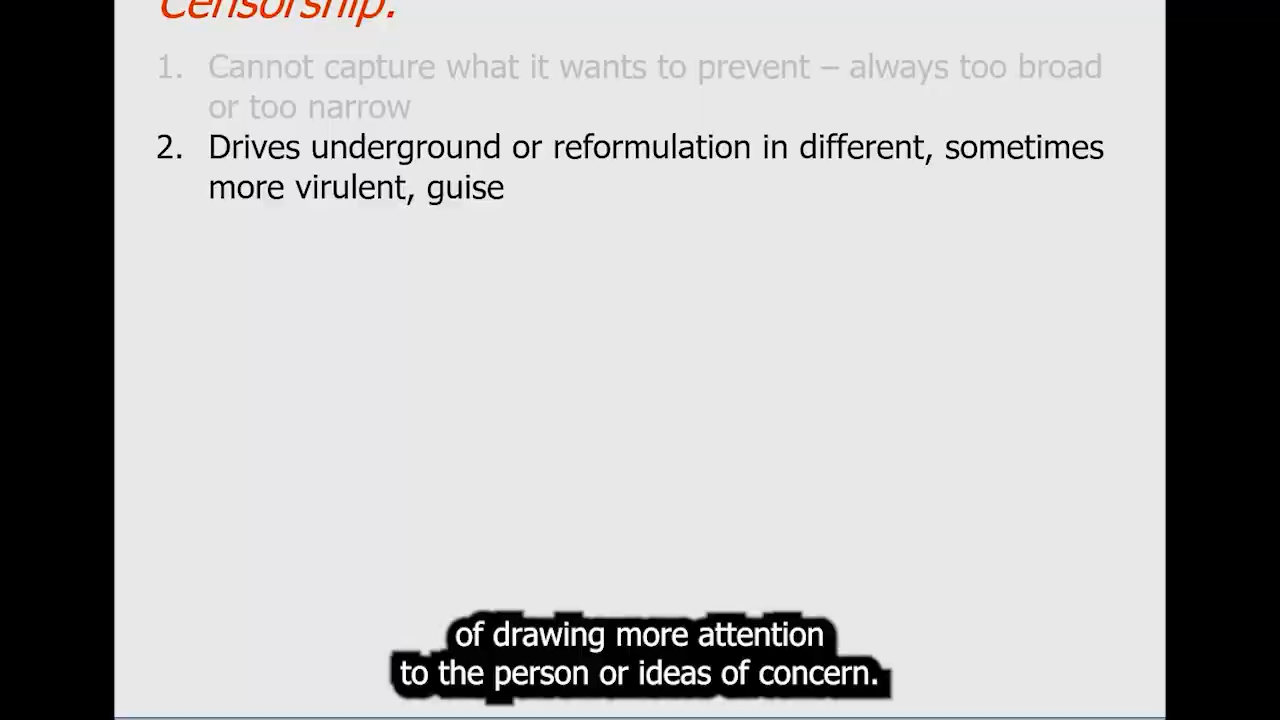 Censorship:
1. Cannot capture what it wants to prevent – always too broad
or too narrow
2. Drives underground or reformulation in different, sometimes
more virulent, guise
of drawing more attention
to the person or ideas of concern.